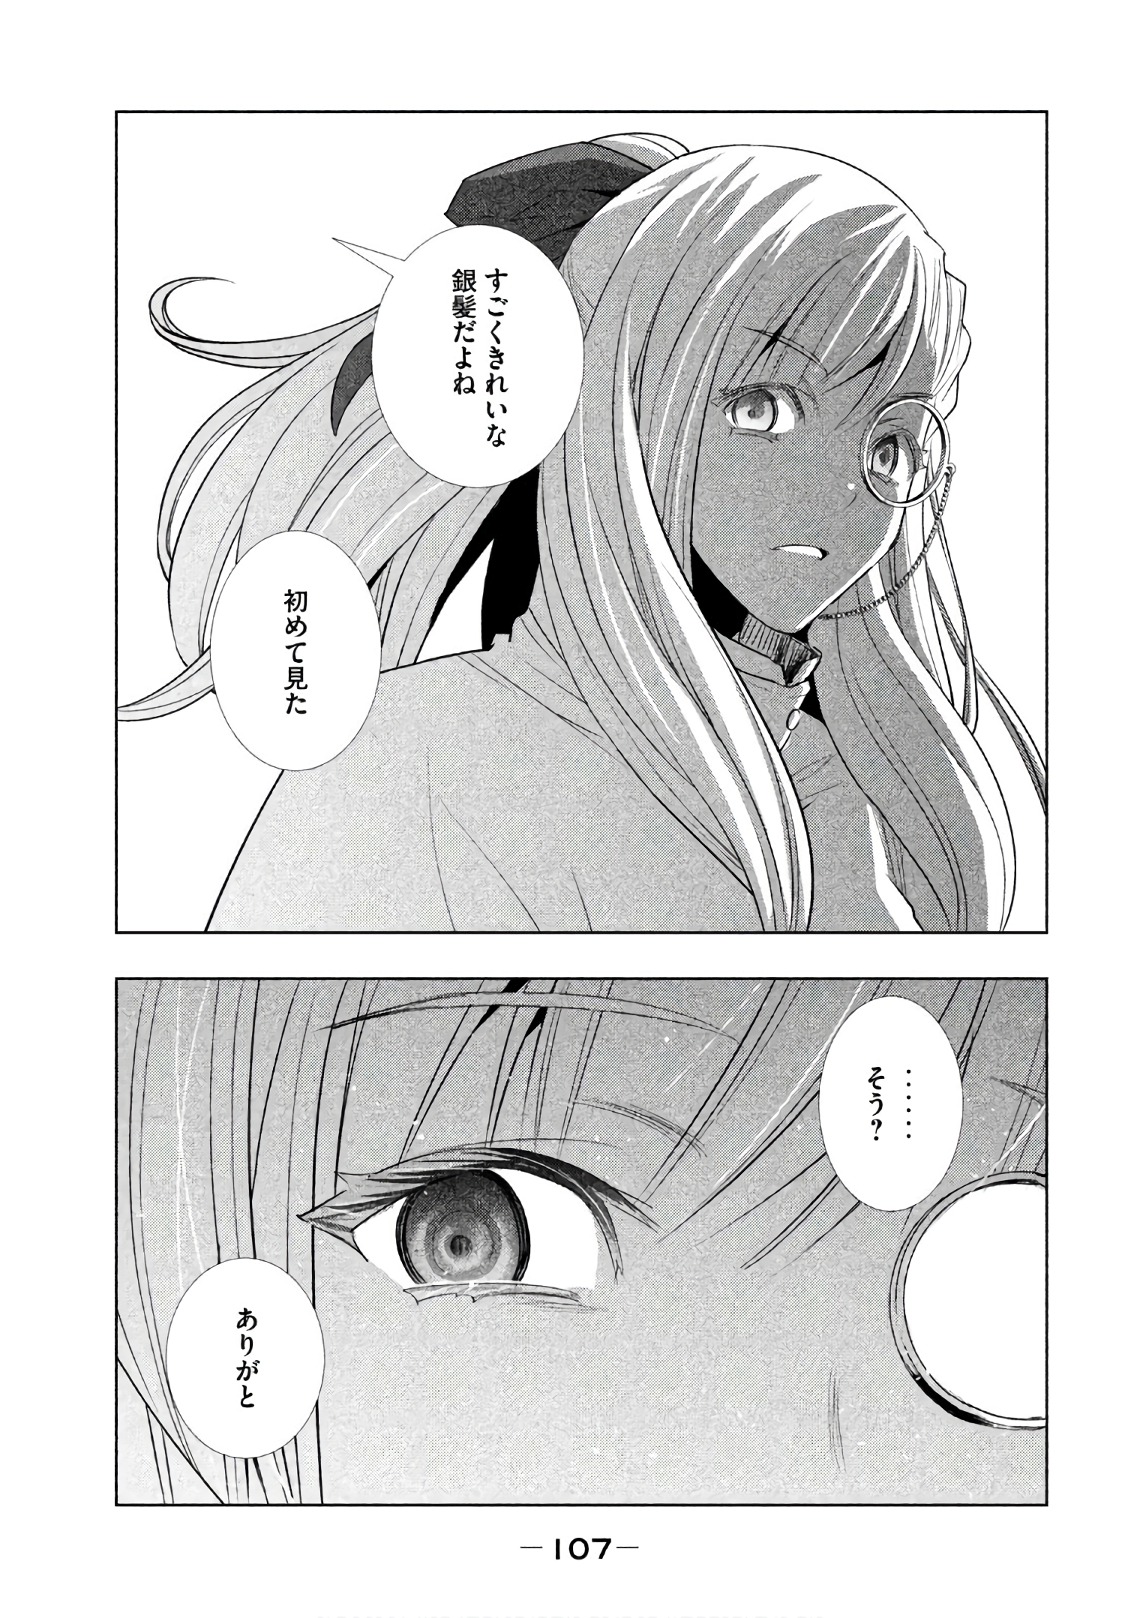 すごくきれいな
銀髪だよね
初めて見た
・・・・・
そう?
ありがと
—107—